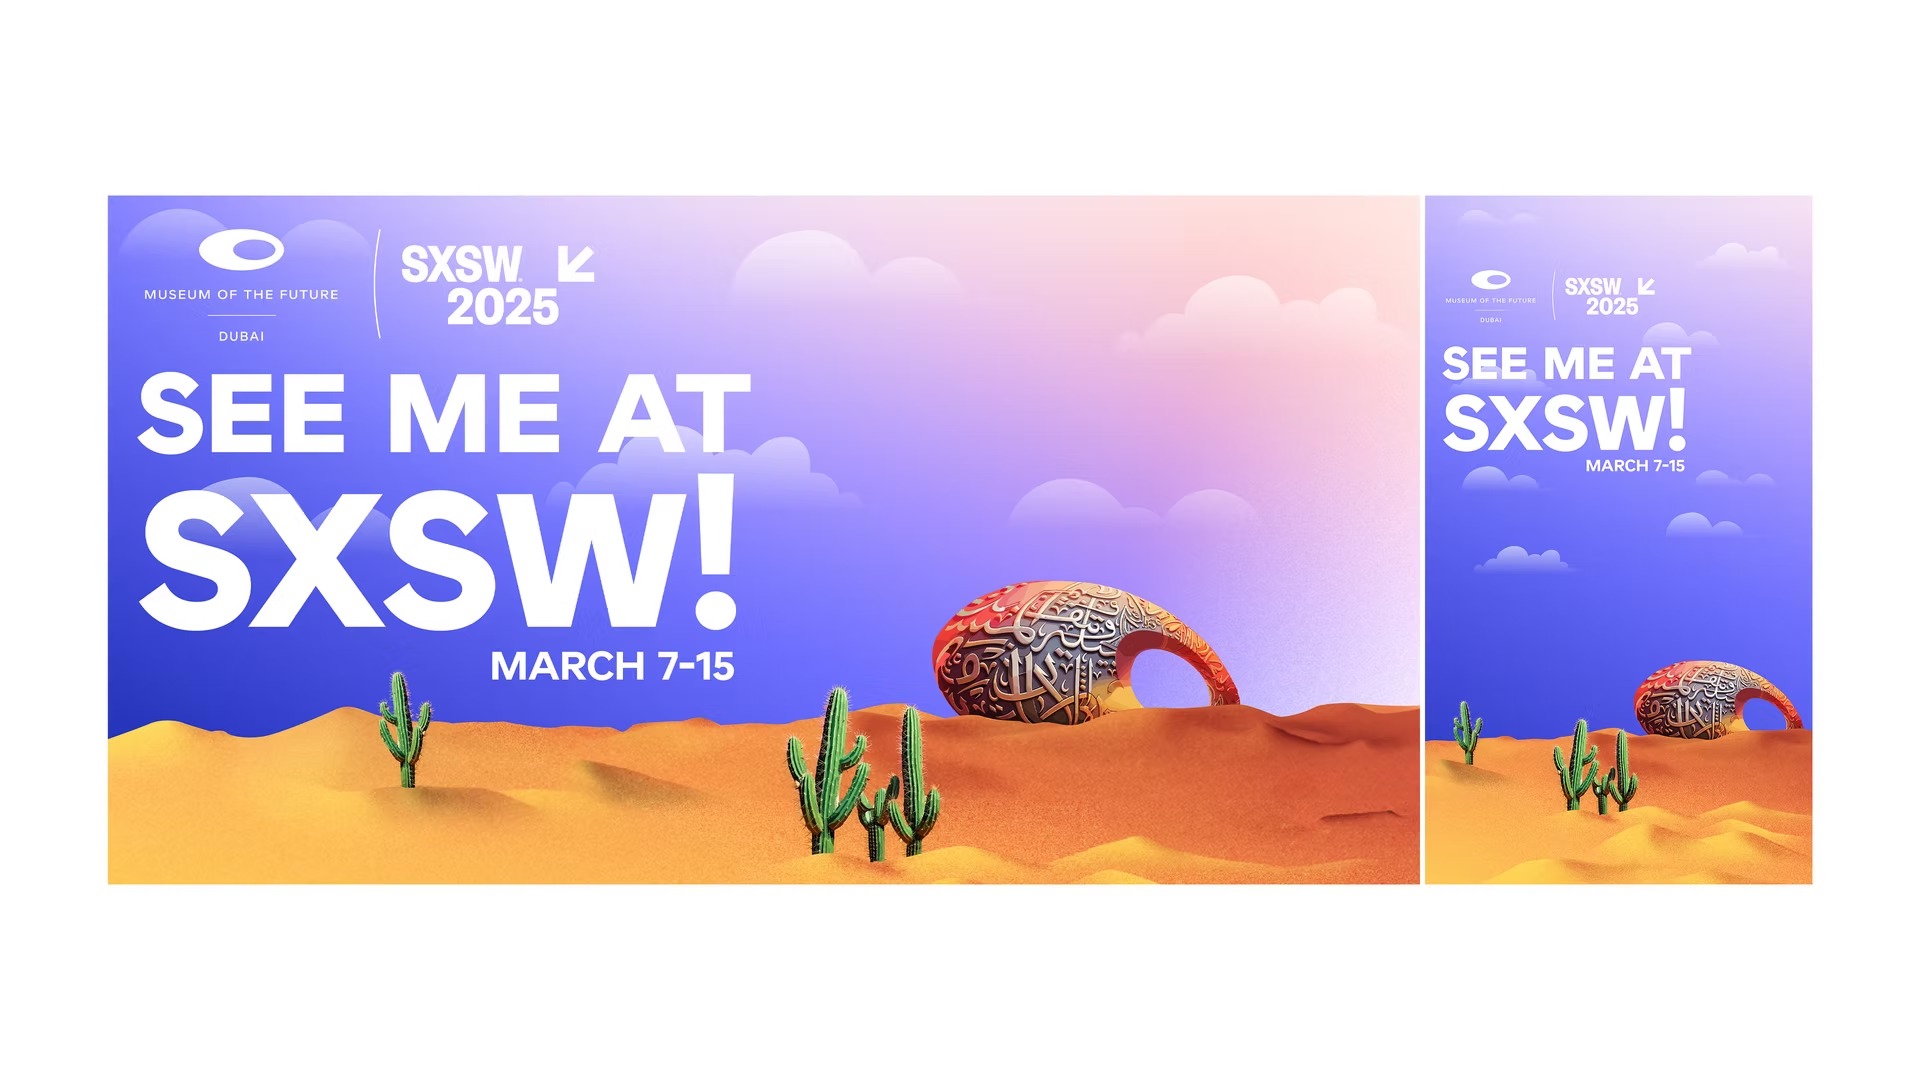 MUSEUM OF THE FUTURE
DUBAI
SXSW.
2025
SEE ME AT
SXSW!
MARCH 7-15
MUSEUM OF THE FUTURE
DUBAI
SXSW.
2025
SEE ME AT
SXSW!
MARCH 7-15